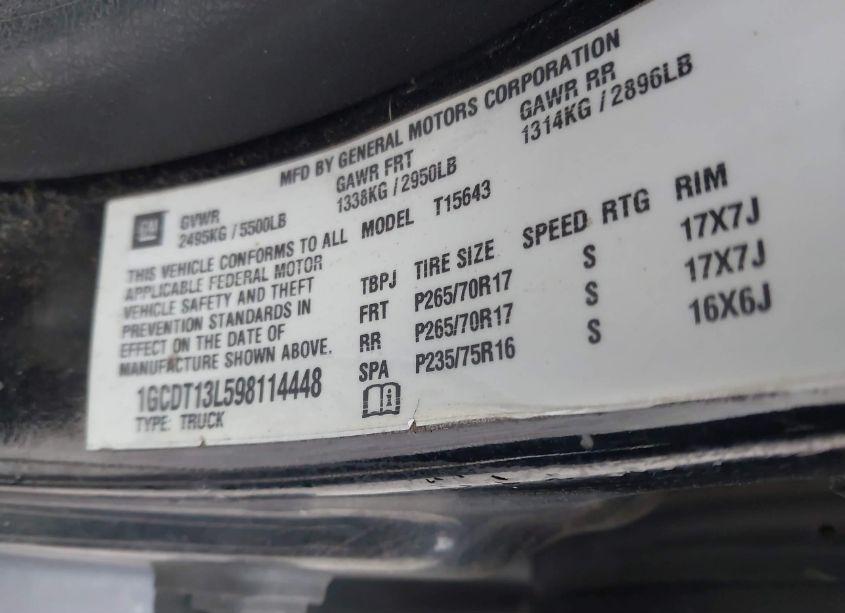 MFD BY GENERAL MOTORS CORPORATION
GM
GVWR GAWR FRT GAWR RR
2495KG / 5500LB 1338KG / 2950LB 1314KG / 2896LB
THIS VEHICLE CONFORMS TO ALL
APPLICABLE FEDERAL MOTOR
VEHICLE SAFETY AND THEFT
PREVENTION STANDARDS IN
EFFECT ON THE DATE OF
MANUFACTURE SHOWN ABOVE.
1GCDT13L598114448
TYPE: TRUCK
MODEL T15643
TBPJ TIRE SIZE SPEED RTG RIM
FRT P265/70R17 S 17X7J
RR P265/70R17 S 17X7J
SPA P235/75R16 S 16X6J